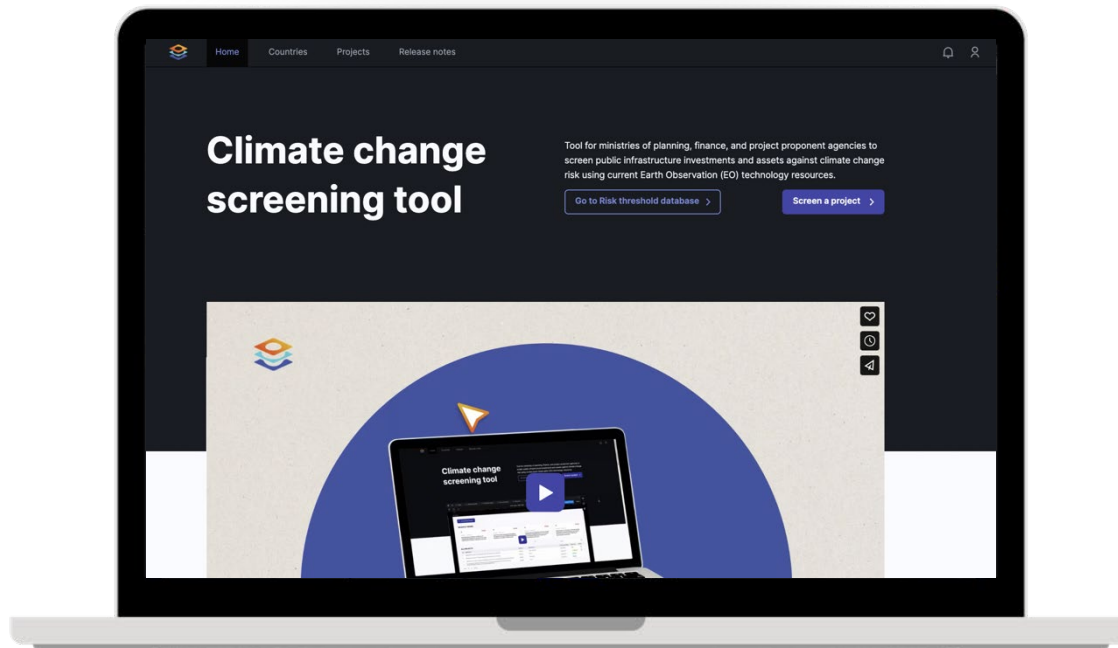 Home Countries Projects Release notes
Climate change
screening tool
Tool for ministries of planning, finance, and project proponent agencies to
screen public infrastructure investments and assets against climate change
risk using current Earth Observation (EO) technology resources.
Go to Risk threshold database
Screen a project
Climate change
screening tool